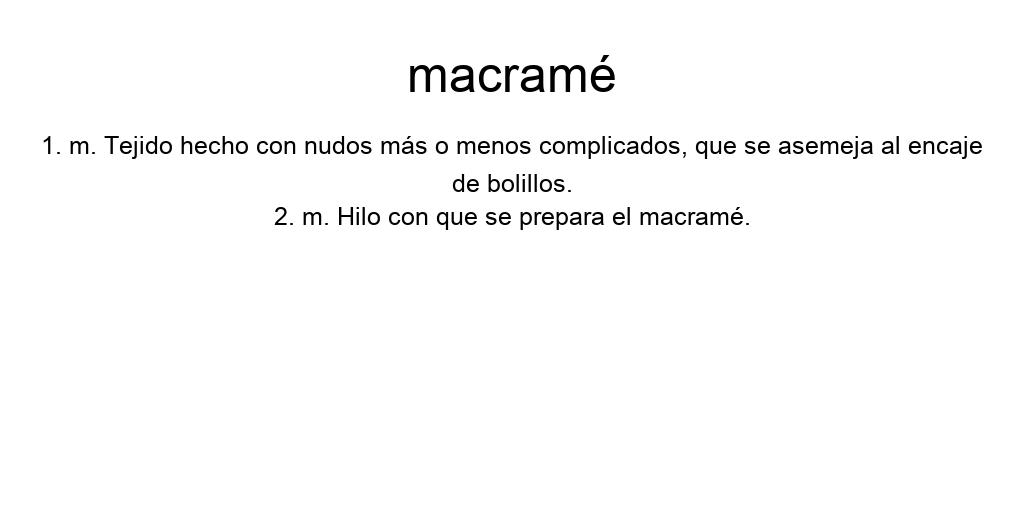 macramé
1. m. Tejido hecho con nudos más o menos complicados, que se asemeja al encaje
de bolillos.
2. m. Hilo con que se prepara el macramé.